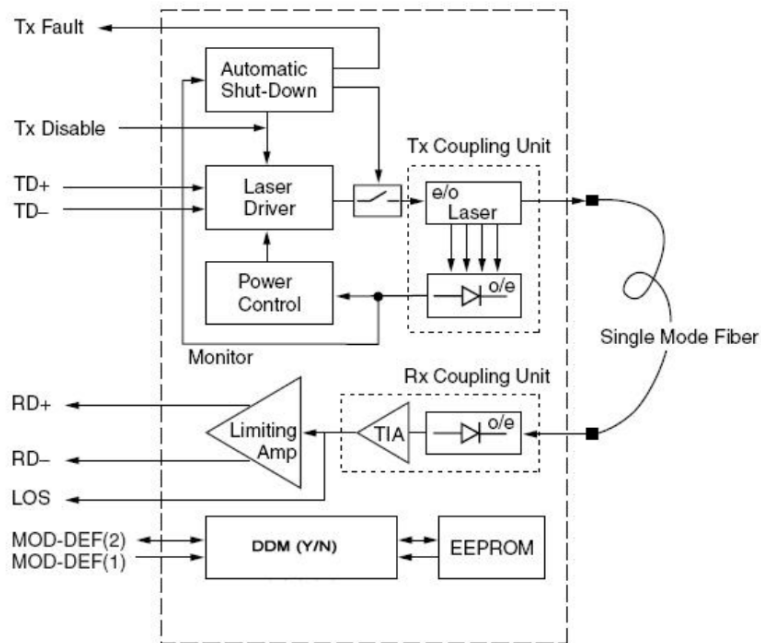 Tx Fault
Automatic
Shut-Down
Tx Disable
Tx Coupling Unit
TD+
TD–
Laser
Driver
e/o
Laser
Power
Control
o/e
Single Mode Fiber
Monitor
Rx Coupling Unit
RD+
Limiting
Amp
TIA
o/e
RD–
LOS
MOD-DEF(2)
MOD-DEF(1)
DDM (Y/N)
EEPROM